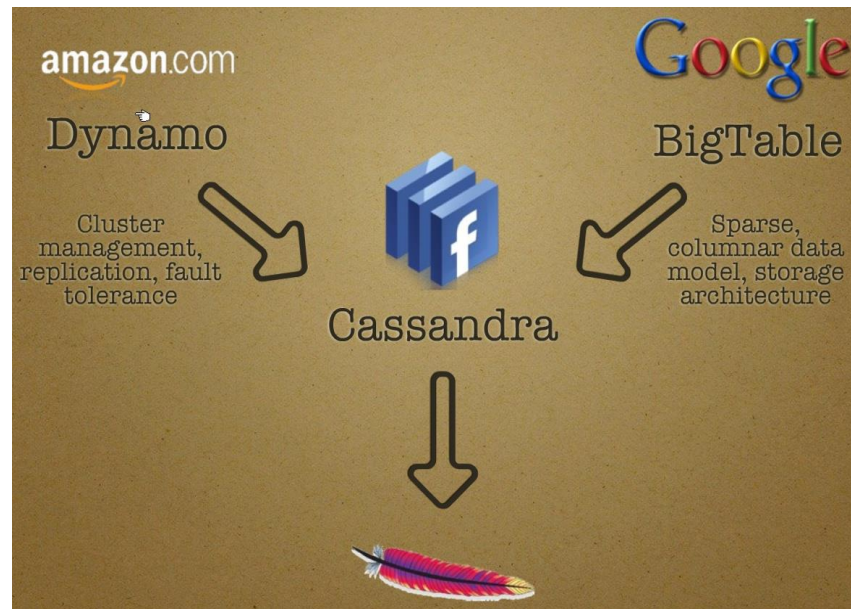 amazon.com
Dynamo
Cluster
management,
replication, fault
tolerance
Google
BigTable
Sparse,
columnar data
model, storage
architecture
f
Cassandra